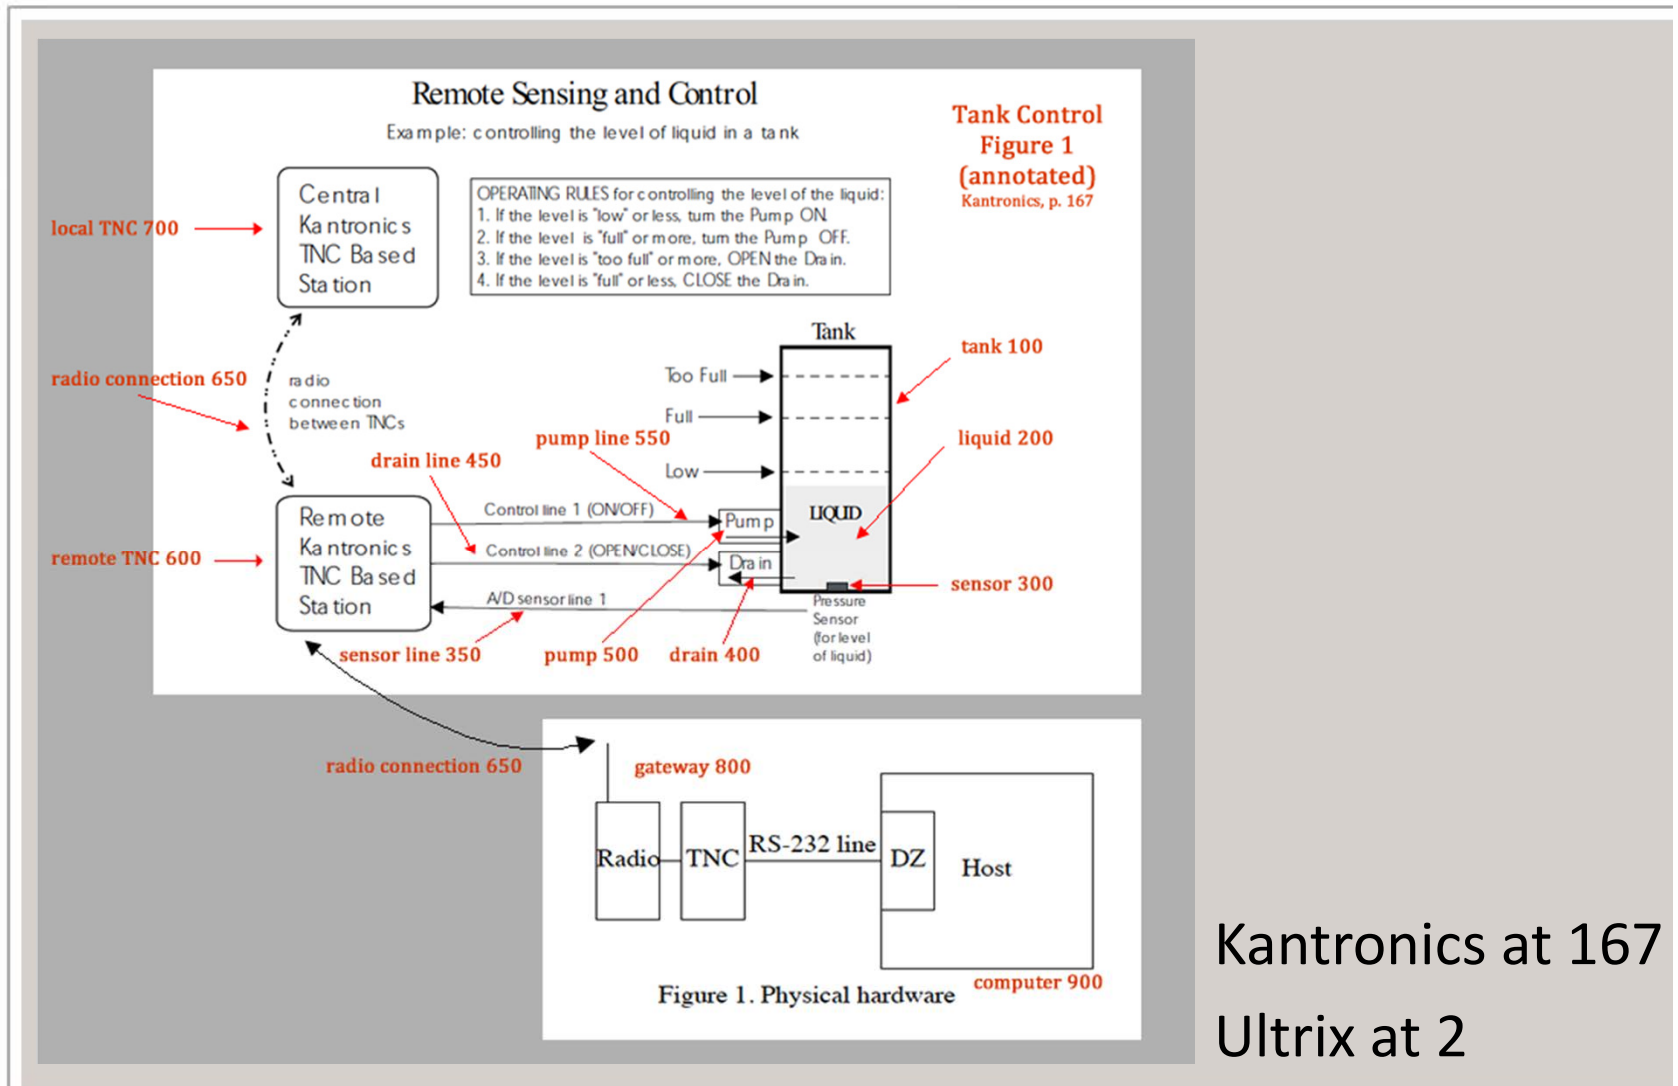 Remote Sensing and Control
Example: controlling the level of liquid in a tank
Tank Control
Figure 1
(annotated)
Kantronics, p. 167
Central
Kantronics
TNC Based
Station
local TNC 700
OPERATING RULES for controlling the level of the liquid:
1. If the level is "low" or less, turn the Pump ON.
2. If the level is "full" or more, turn the Pump OFF.
3. If the level is "too full" or more, OPEN the Drain.
4. If the level is "full" or less, CLOSE the Drain.
Tank
tank 100
Too Full
radio connection 650
radio
connection
between TNCs
Full
pump line 550
liquid 200
drain line 450
Low
Control line 1 (ON/OFF)
Pump
LIQUID
Remote
Kantronics
TNC Based
Station
remote TNC 600
Control line 2 (OPEN/CLOSE)
Drain
sensor 300
A/D sensor line 1
Pressure
Sensor
(for level
of liquid)
sensor line 350
pump 500
drain 400
radio connection 650
gateway 800
Radio
TNC
RS-232 line
DZ
Host
computer 900
Figure 1. Physical hardware
Kantronics at 167
Ultrix at 2